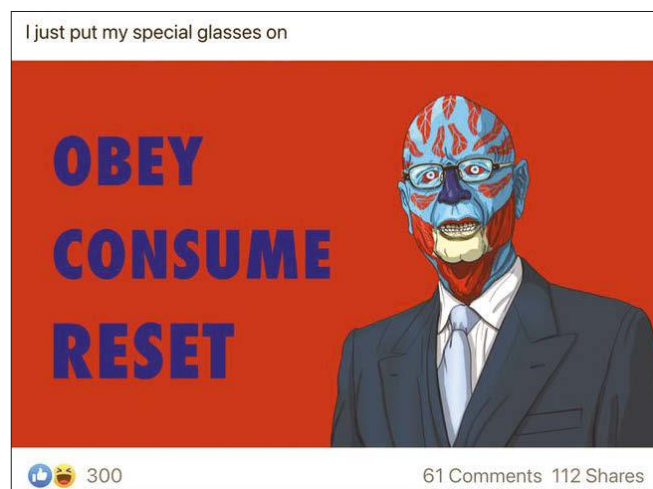 I just put my special glasses on
OBEY
CONSUME
RESET
300
61 Comments 112 Shares